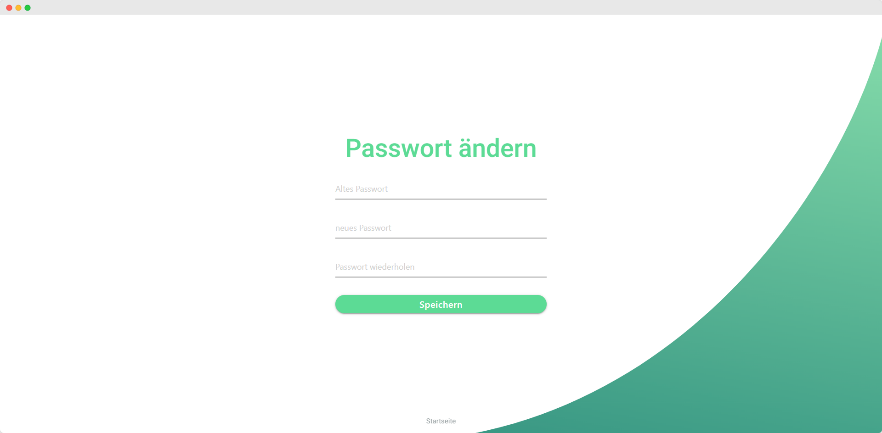 Passwort ändern
Altes Passwort
neues Passwort
Passwort wiederholen
Speichern
Startseite